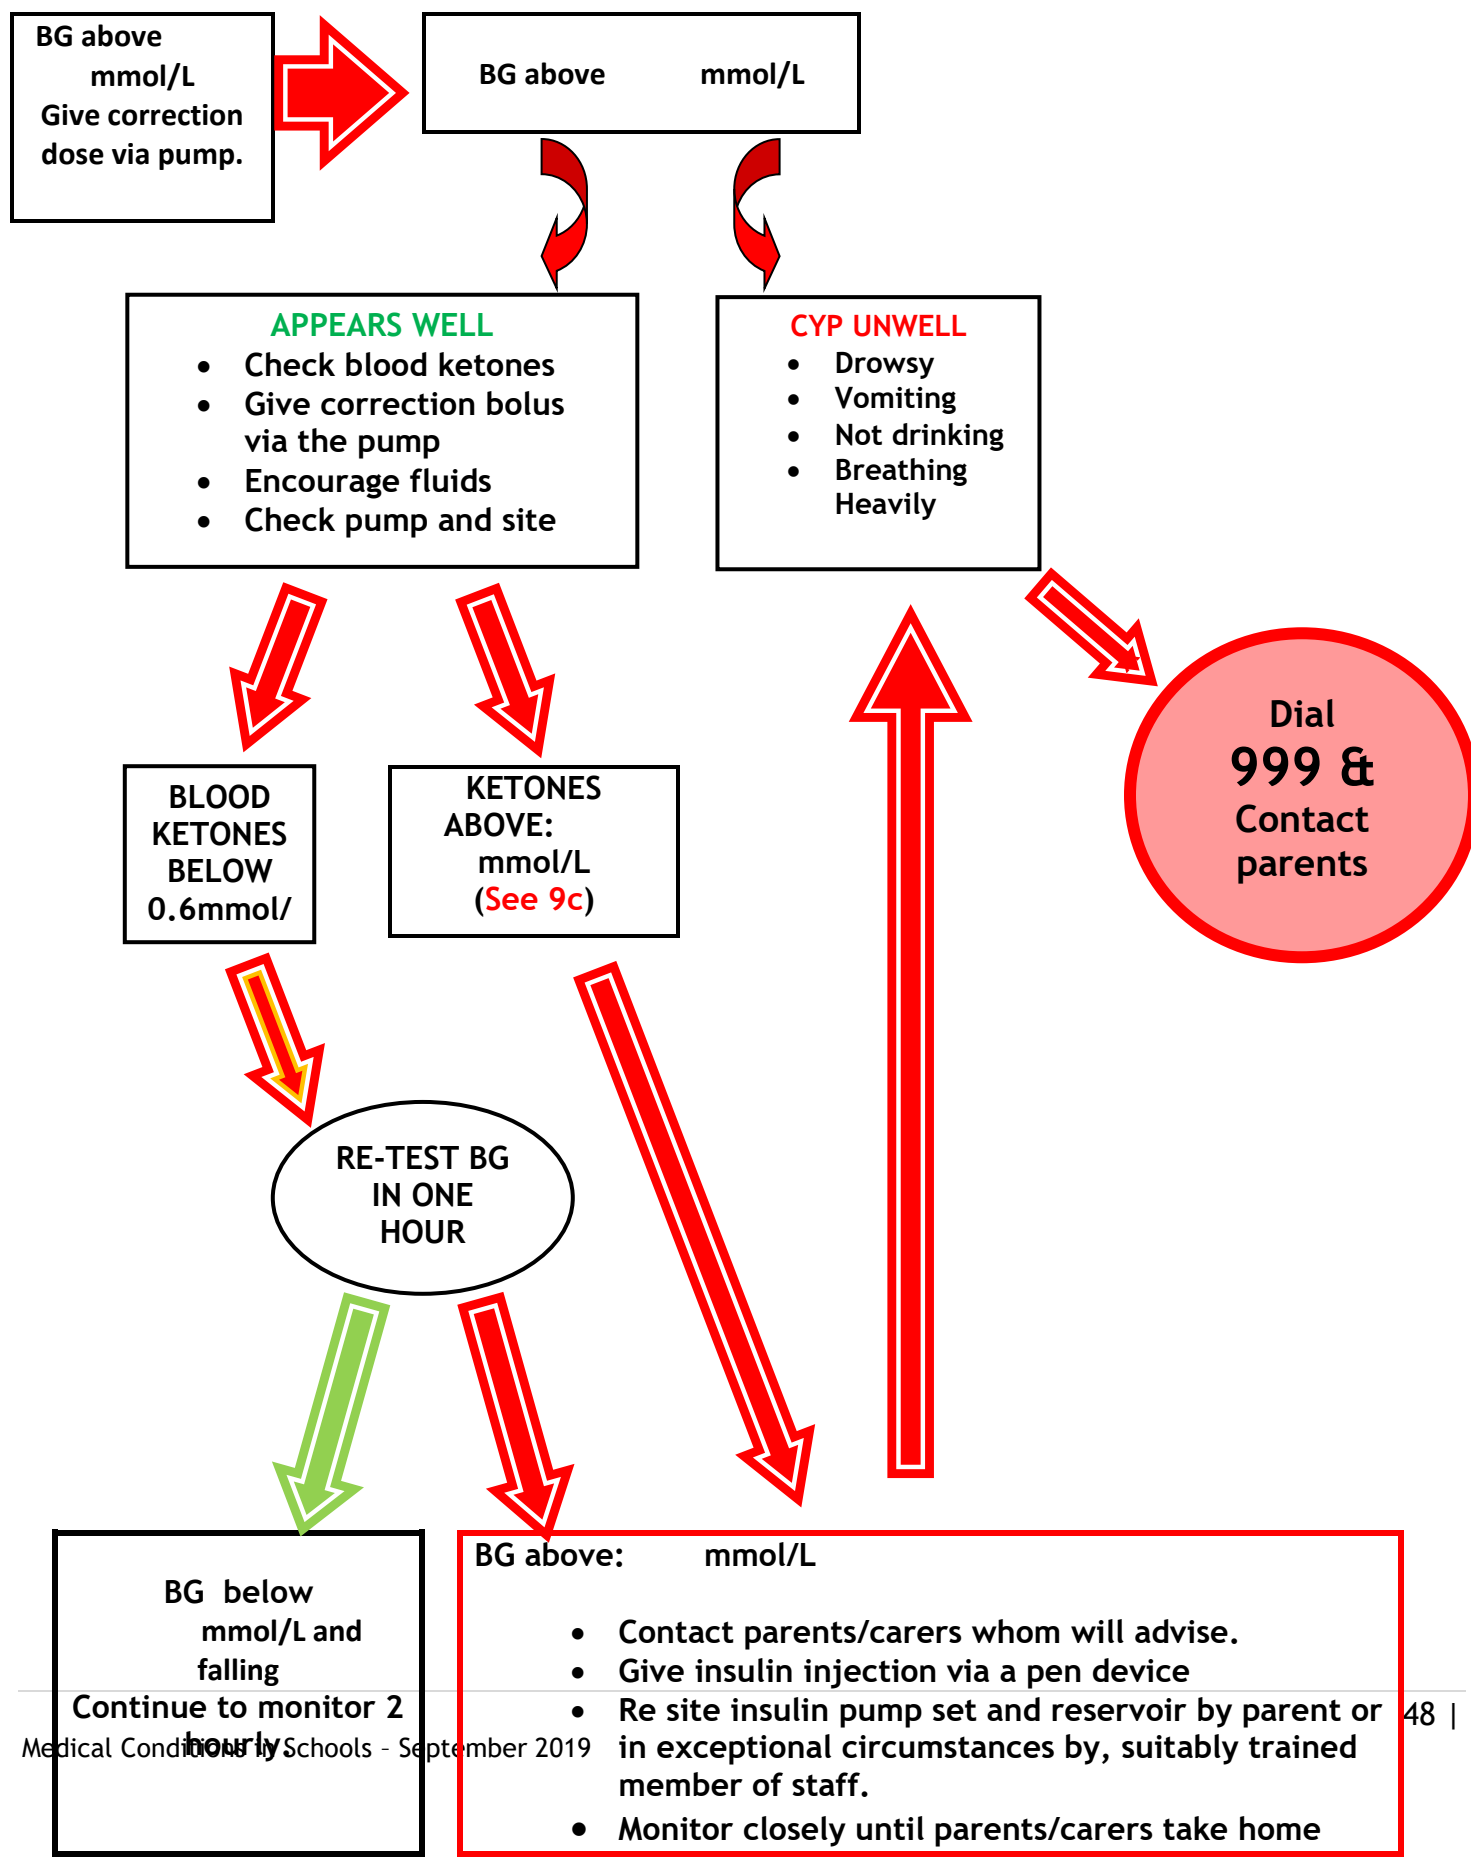 BG above
mmol/L
Give correction
dose via pump.
BG above mmol/L
APPEARS WELL
• Check blood ketones
• Give correction bolus
via the pump
• Encourage fluids
• Check pump and site
CYP UNWELL
• Drowsy
• Vomiting
• Not drinking
• Breathing
Heavily
Dial
999 &
Contact
parents
BLOOD
KETONES
BELOW
0.6mmol/
KETONES
ABOVE:
mmol/L
(See 9c)
RE-TEST BG
IN ONE
HOUR
BG below
mmol/L and
falling
Continue to monitor 2
hourly.
BG above: mmol/L
• Contact parents/carers whom will advise.
• Give insulin injection via a pen device
• Re site insulin pump set and reservoir by parent or
in exceptional circumstances by, suitably trained
member of staff.
• Monitor closely until parents/carers take home
48 |
Medical Conditions in Schools – September 2019